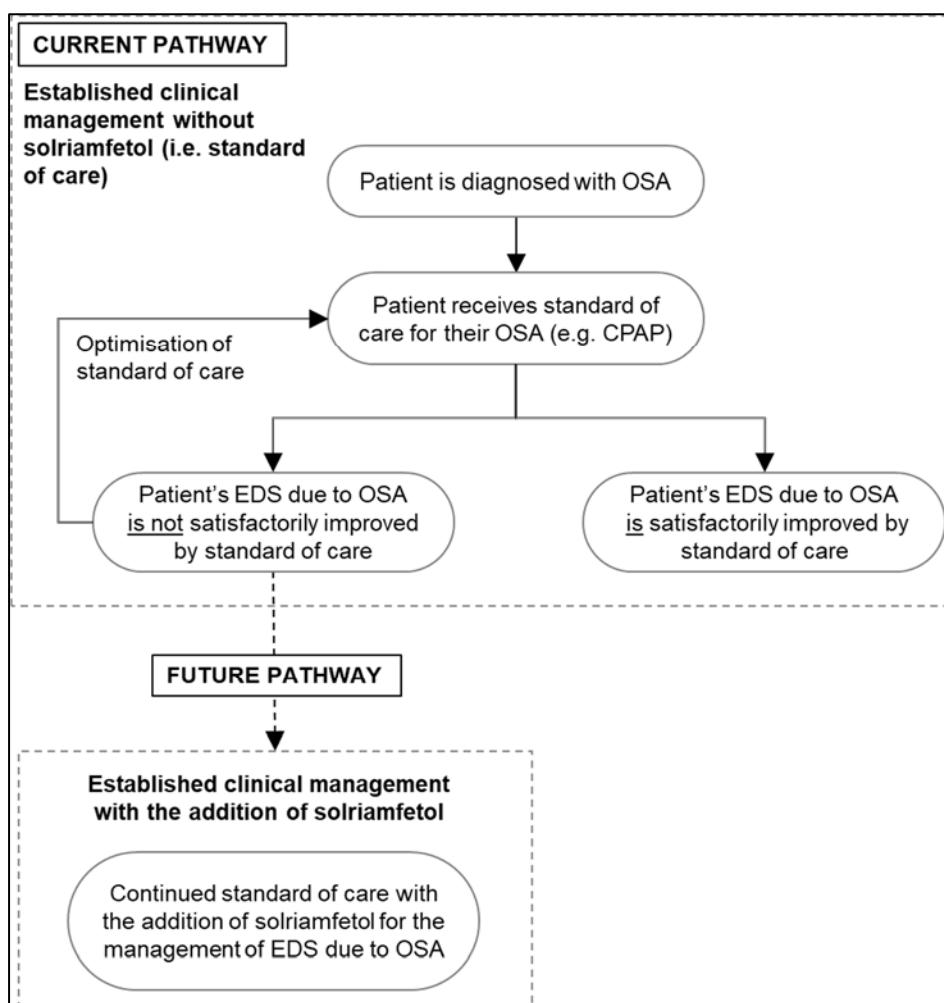 CURRENT PATHWAY
Established clinical
management without
solriamfetol (i.e. standard
of care)
Patient is diagnosed with OSA
Patient receives standard of
care for their OSA (e.g. CPAP)
Optimisation of
standard of care
Patient's EDS due to OSA
is not satisfactorily improved
by standard of care
Patient's EDS due to OSA
is satisfactorily improved by
standard of care
FUTURE PATHWAY
Established clinical management
with the addition of solriamfetol
Continued standard of care with
the addition of solriamfetol for the
management of EDS due to OSA